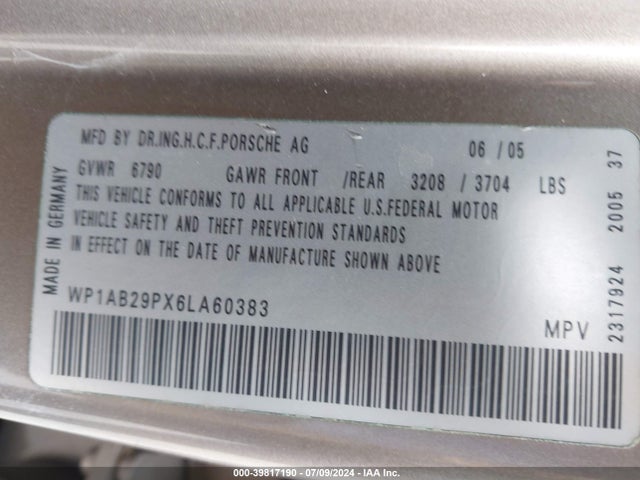 MFD BY DR.ING.H.C.F.PORSCHE AG 06 / 05
GVWR 6790 GAWR FRONT /REAR 3208 / 3704 LBS
THIS VEHICLE CONFORMS TO ALL APPLICABLE U.S.FEDERAL MOTOR
VEHICLE SAFETY AND THEFT PREVENTION STANDARDS
IN EFFECT ON THE DATE OF MANUFACTURE SHOWN ABOVE
WP1AB29PX6LA60383
MPV
MADE IN GERMANY
2317924 2005 37
00-39817190 - 07/09/2024 - IAA Inc.